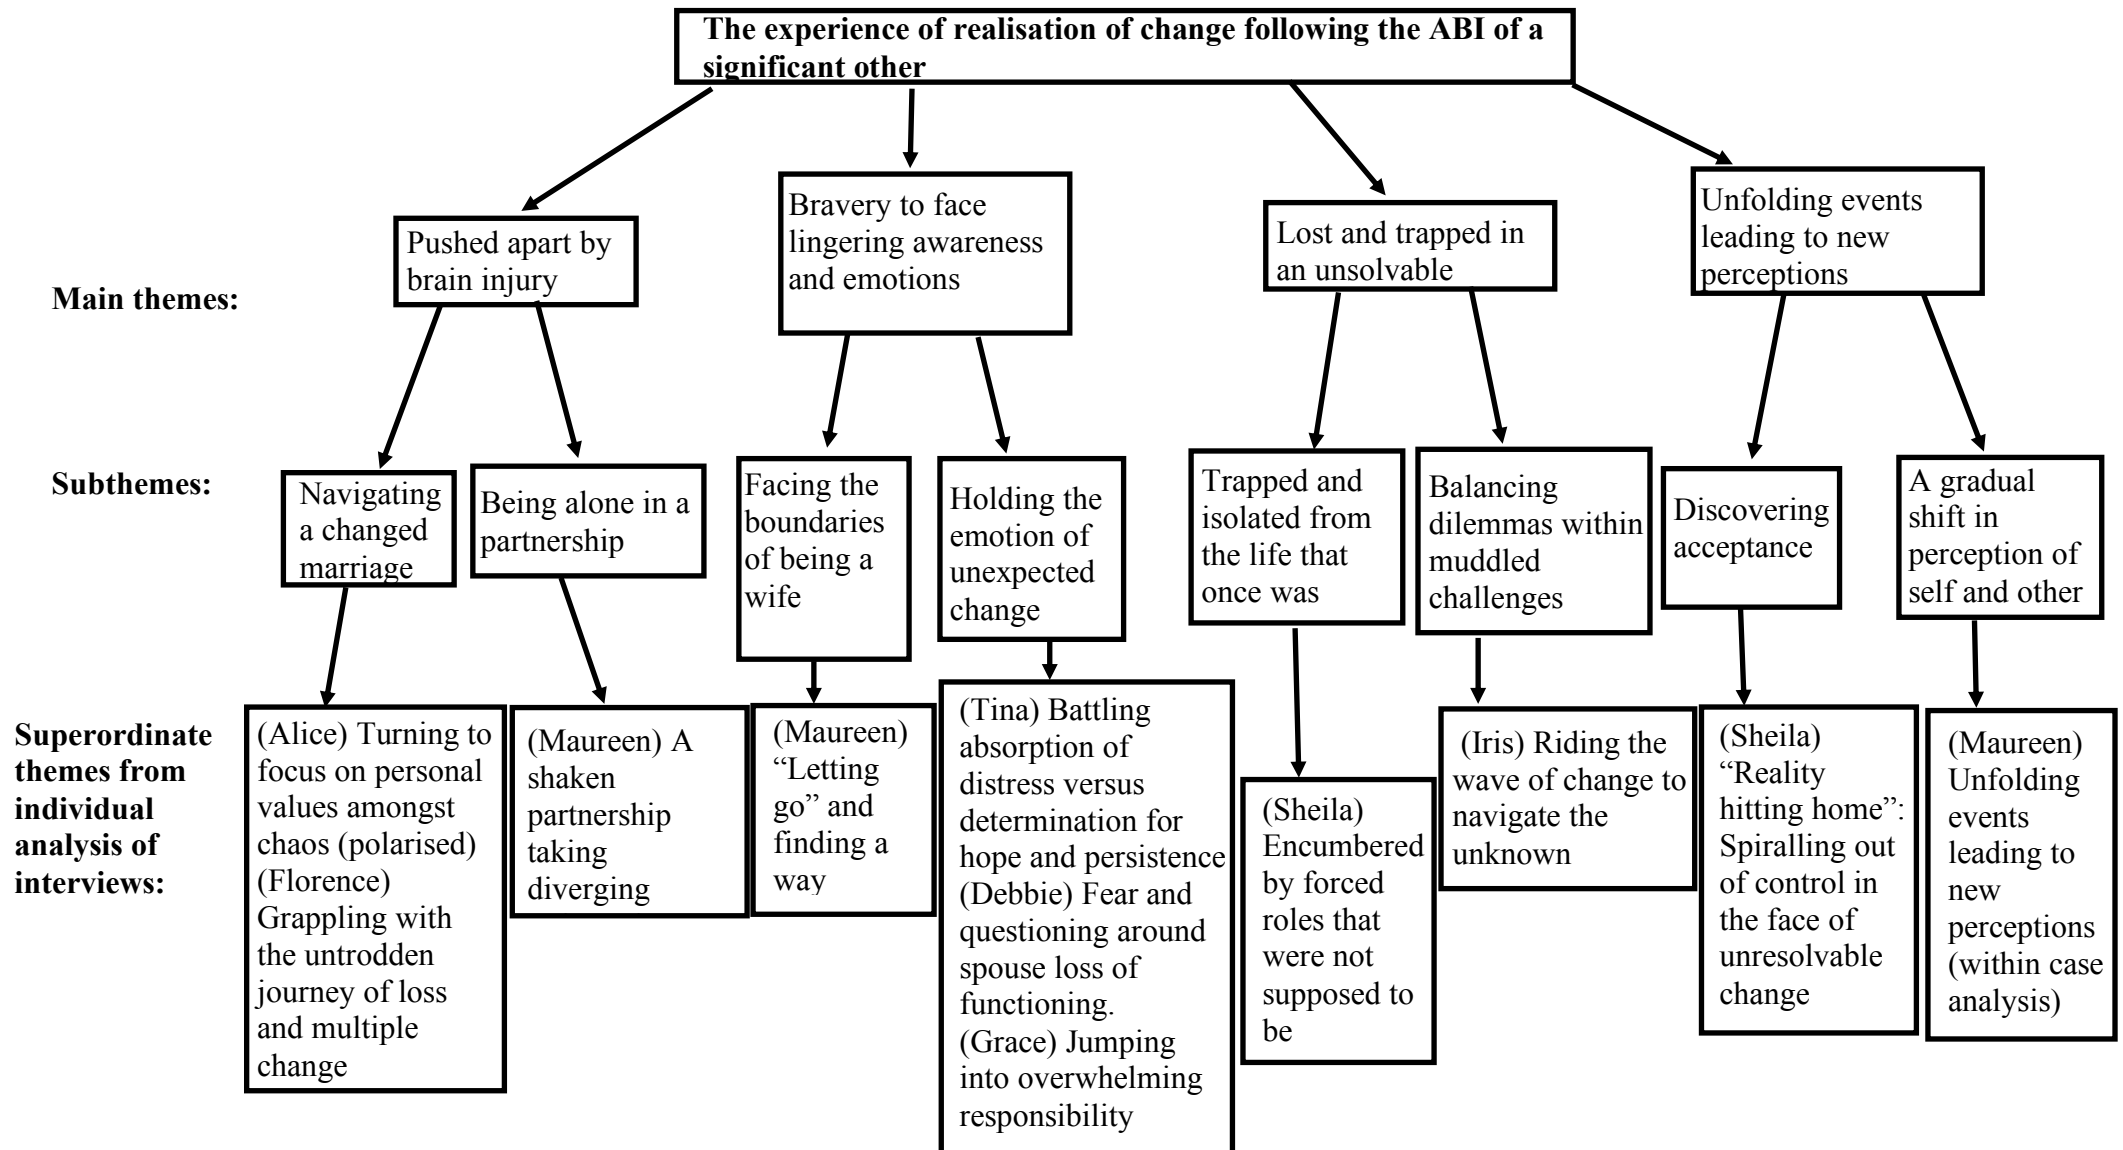 The experience of realisation of change following the ABI of a
significant other
Main themes:
Pushed apart by
brain injury
Bravery to face
lingering awareness
and emotions
Lost and trapped in
an unsolvable
Unfolding events
leading to new
perceptions
Subthemes:
Navigating
a changed
marriage
Being alone in a
partnership
Facing the
boundaries
of being a
wife
Holding the
emotion of
unexpected
change
Trapped and
isolated from
the life that
once was
Balancing
dilemmas within
muddled
challenges
Discovering
acceptance
A gradual
shift in
perception of
self and other
Superordinate
themes from
individual
analysis of
interviews:
(Alice) Turning to
focus on personal
values amongst
chaos (polarised)
(Florence)
Grappling with
the untrodden
journey of loss
and multiple
change
(Maureen) A
shaken
partnership
taking
diverging
(Maureen)
“Letting
go” and
finding a
way
(Tina) Battling
absorption of
distress versus
determination for
hope and persistence
(Debbie) Fear and
questioning around
spouse loss of
functioning.
(Grace) Jumping
into overwhelming
responsibility
(Sheila)
Encumbered
by forced
roles that
were not
supposed to
be
(Iris) Riding the
wave of change to
navigate the
unknown
(Sheila)
“Reality
hitting home”:
Spiralling out
of control in
the face of
unresolvable
change
(Maureen)
Unfolding
events
leading to
new
perceptions
(within case
analysis)